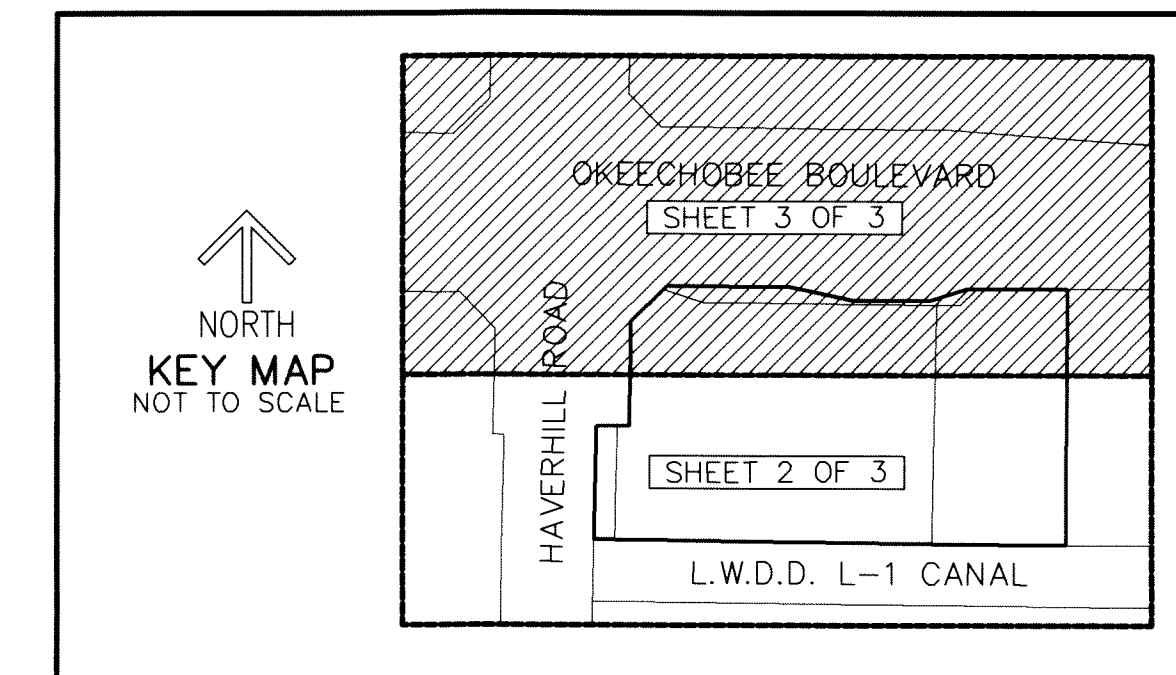 OKEECHOBEE BOULEVARD
SHEET 3 OF 3
NORTH
KEY MAP
NOT TO SCALE
HAVERHILL ROAD
SHEET 2 OF 3
L.W.D.D. L-1 CANAL